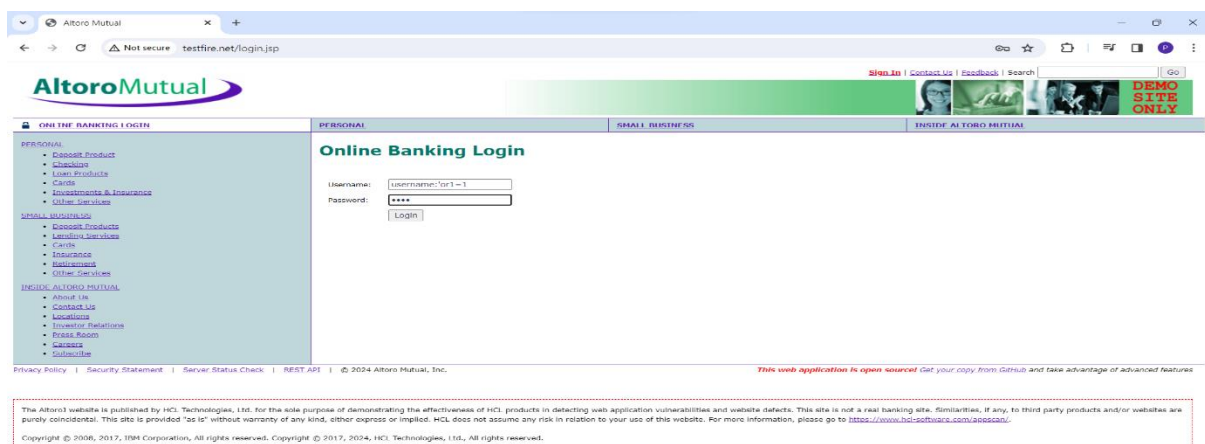 Altoro Mutual
Not secure testfire.net/login.jsp
P
Sign In | Contact Us | Feedback | Search Go
AltoroMutual
DEMO
SITE
ONLY
ONLINE BANKING LOGIN PERSONAL SMALL BUSINESS INSIDE ALTORO MUTUAL
PERSONAL
• Deposit Product
• Checking
• Loan Products
• Cards
• Investments & Insurance
• Other Services
SMALL BUSINESS
• Deposit Products
• Lending Services
• Cards
• Insurance
• Retirement
• Other Services
INSIDE ALTORO MUTUAL
• About Us
• Contact Us
• Locations
• Investor Relations
• Press Room
• Careers
• Subscribe
Online Banking Login
Username: username:'or1=1
Password: ••••
Login
Privacy Policy | Security Statement | Server Status Check | REST API | © 2024 Altoro Mutual, Inc. This web application is open source! Get your copy from GitHub and take advantage of advanced features
The AltoroJ website is published by HCL Technologies, Ltd. for the sole purpose of demonstrating the effectiveness of HCL products in detecting web application vulnerabilities and website defects. This site is not a real banking site. Similarities, if any, to third party products and/or websites are
purely coincidental. This site is provided "as is" without warranty of any kind, either express or implied. HCL does not assume any risk in relation to your use of this website. For more information, please go to https://www.hcl-software.com/appscan/.
Copyright © 2008, 2017, IBM Corporation, All rights reserved. Copyright © 2017, 2024, HCL Technologies, Ltd., All rights reserved.